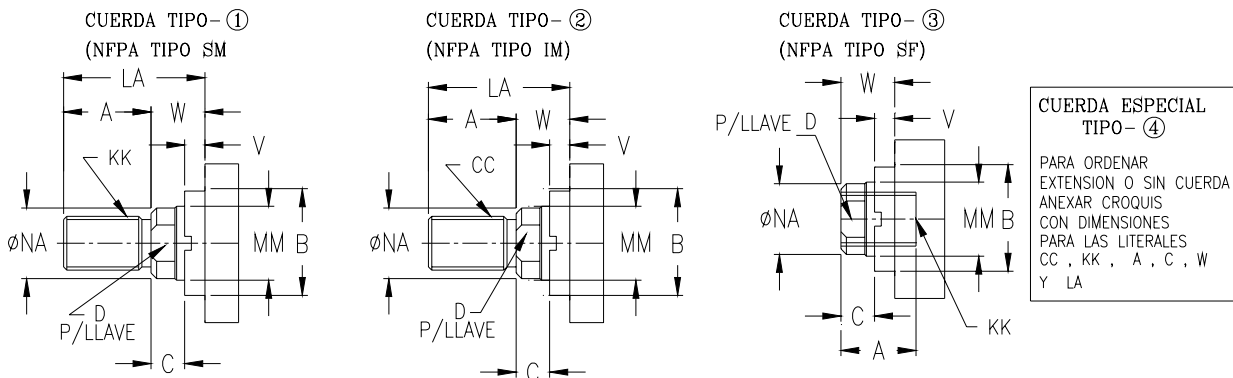 CUERDA TIPO- ①
(NFPA TIPO SM
LA
A
W
V
KK
ØNA
MM
B
D
P/LLAVE
C
CUERDA TIPO- ②
(NFPA TIPO IM)
LA
A
W
V
CC
ØNA
MM
B
D
P/LLAVE
C
CUERDA TIPO- ③
(NFPA TIPO SF)
W
V
P/LLAVE D
ØNA
MM
B
C
A
KK
CUERDA ESPECIAL
TIPO- ④
PARA ORDENAR
EXTENSION O SIN CUERDA
ANEXAR CROQUIS
CON DIMENSIONES
PARA LAS LITERALES
CC , KK , A , C , W
Y LA